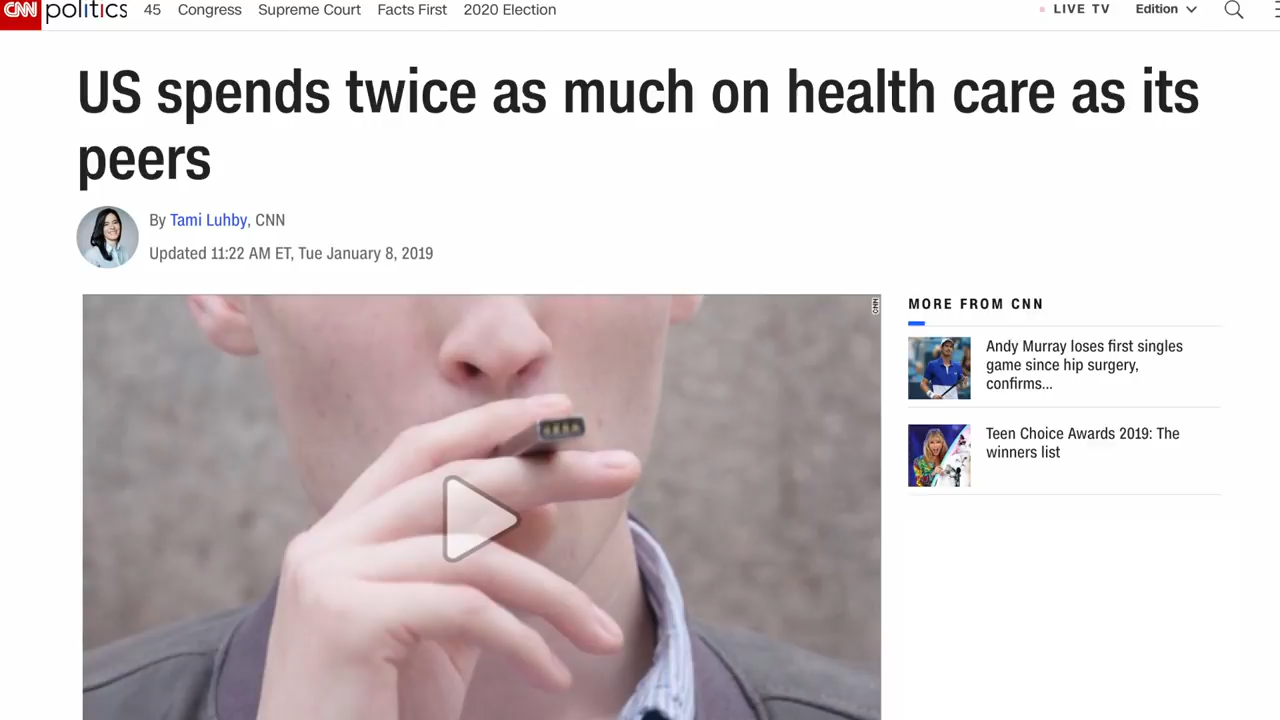 CNN politics 45 Congress Supreme Court Facts First 2020 Election LIVE TV Edition
US spends twice as much on health care as its
peers
By Tami Luhby, CNN
Updated 11:22 AM ET, Tue January 8, 2019
CNN
MORE FROM CNN
Andy Murray loses first singles
game since hip surgery,
confirms...
Teen Choice Awards 2019: The
winners list